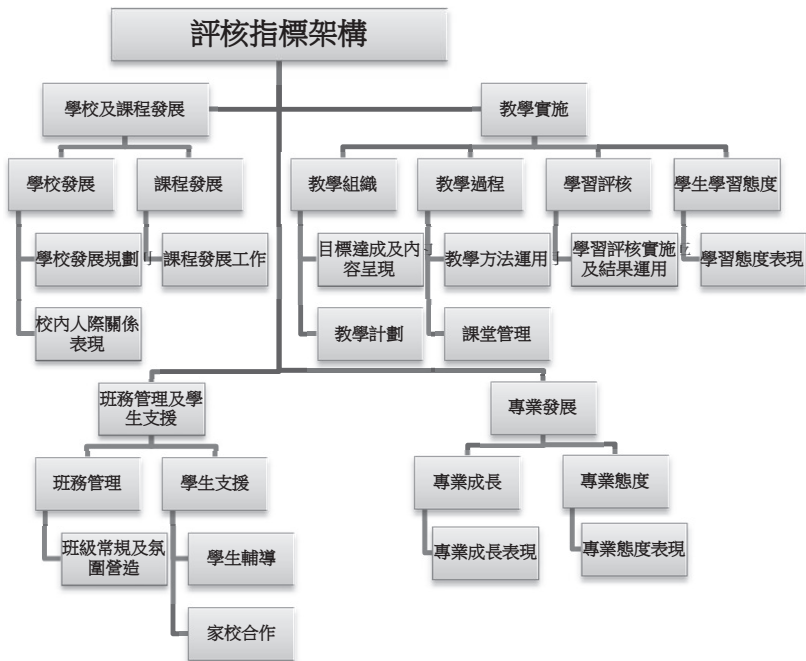 評核指標架構
學校及課程發展
教學實施
學校發展
課程發展
教學組織
教學過程
學習評核
學生學習態度
學校發展規劃
課程發展工作
目標達成及內
容呈現
教學方法運用
學習評核實施
及結果運用
學習態度表現
校內人際關係
表現
教學計劃
課堂管理
班務管理及學
生支援
專業發展
班務管理
學生支援
專業成長
專業態度
班級常規及氛
圍營造
學生輔導
專業成長表現
專業態度表現
家校合作